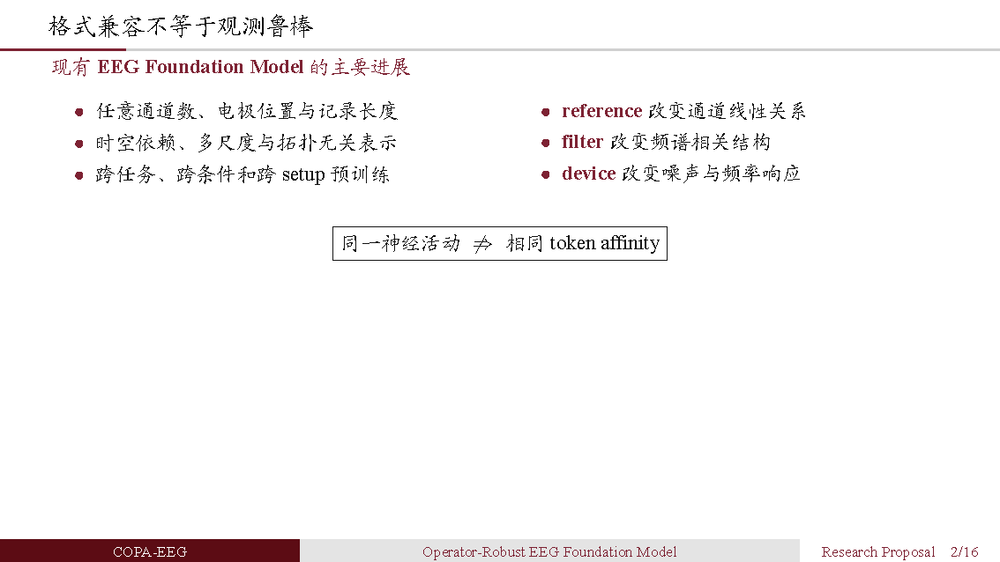 格式兼容不等于观测鲁棒
现有 EEG Foundation Model 的主要进展
● 任意通道数、电极位置与记录长度
● 时空依赖、多尺度与拓扑无关表示
● 跨任务、跨条件和跨 setup 预训练
● reference 改变通道线性关系
● filter 改变频谱相关结构
● device 改变噪声与频率响应
同一神经活动 ⇏ 相同 token affinity
COPA-EEG
Operator-Robust EEG Foundation Model
Research Proposal 2/16